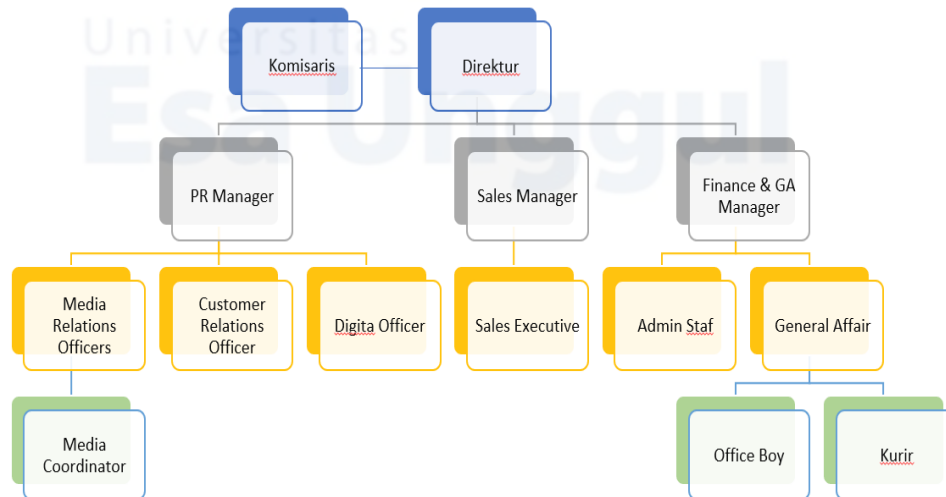 Universitas
Esa Unggul
Komisaris
Direktur
PR Manager
Sales Manager
Finance & GA
Manager
Media
Relations
Officers
Customer
Relations
Officer
Digita Officer
Sales Executive
Admin Staf
General Affair
Media
Coordinator
Office Boy
Kurir